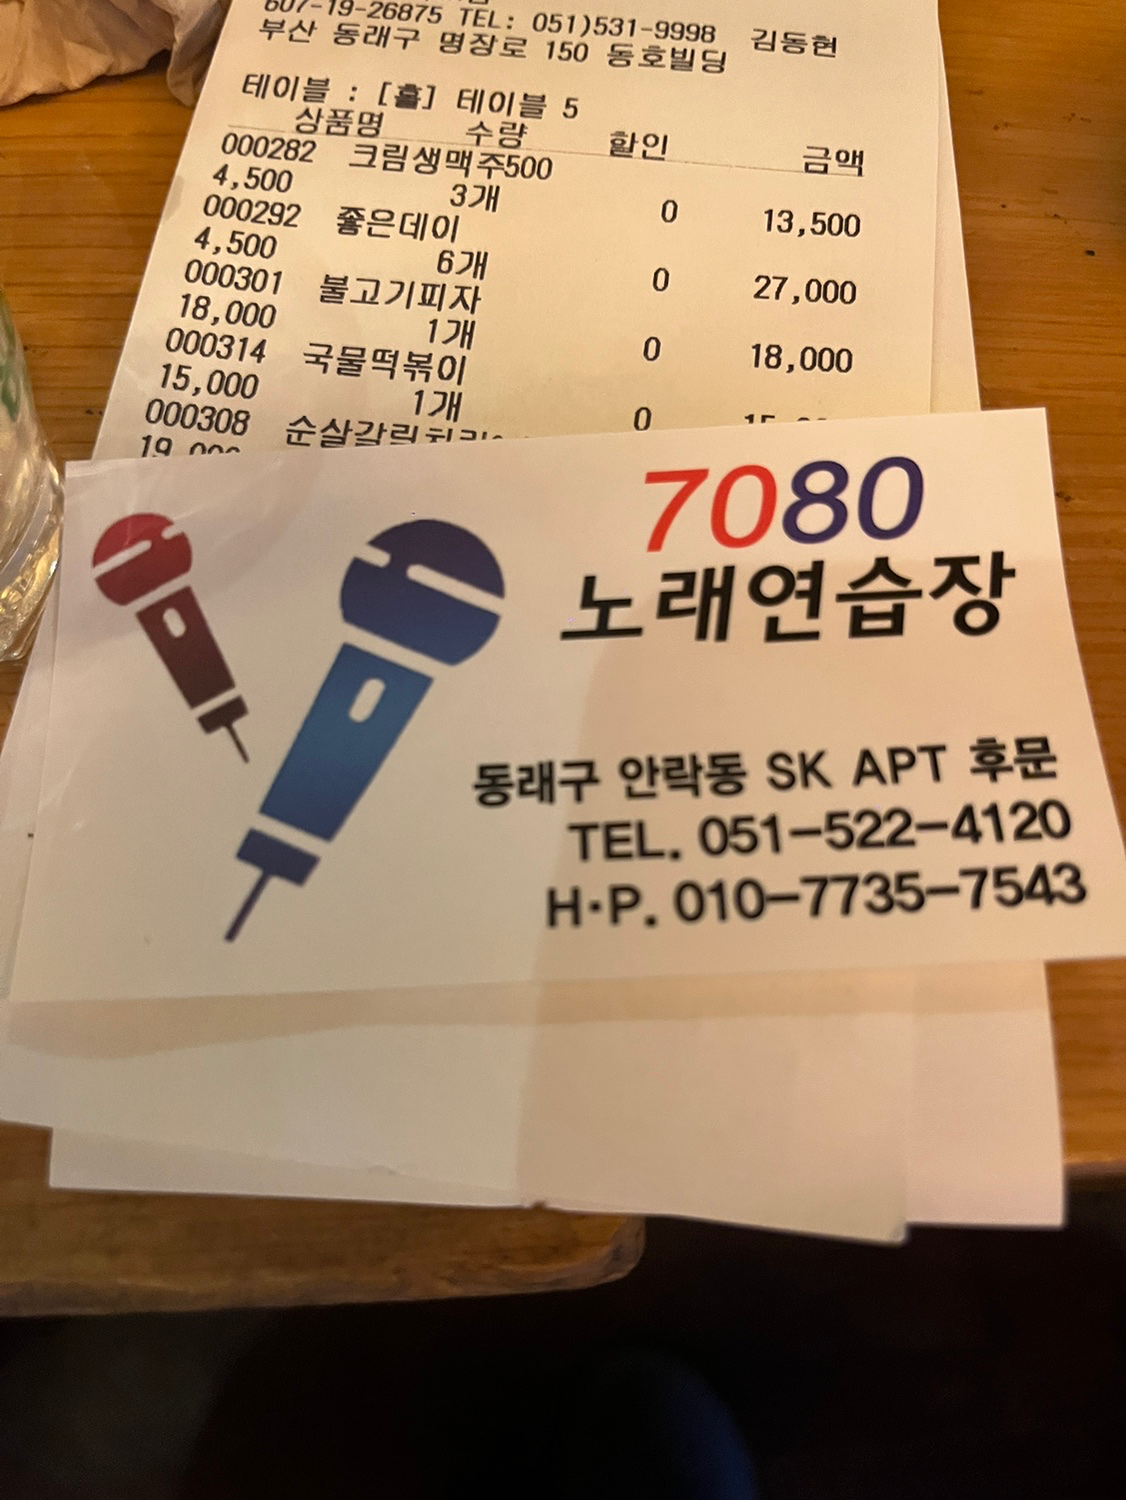 607-19-26875 TEL: 051)531-9998 김동현
부산 동래구 명장로 150 동호빌딩
테이블 : [홀] 테이블 5
상품명 수량 할인 금액
000282 크림생맥주500
4,500 3개 0 13,500
000292 좋은데이
4,500 6개 0 27,000
000301 불고기피자
18,000 1개 0 18,000
000314 국물떡볶이
15,000 1개 0
000308
7080
노래연습장
동래구 안락동 SK APT 후문
TEL. 051-522-4120
H·P. 010-7735-7543